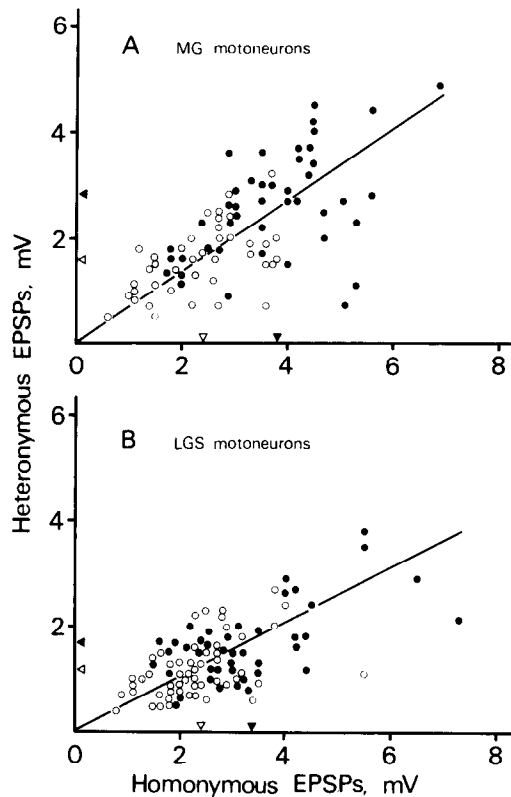 6
A MG motoneurons
4
2
0 2 4 6 8
Heteronymous EPSPs, mV
6
B LGS motoneurons
4
2
0 2 4 6 8
Homonymous EPSPs, mV